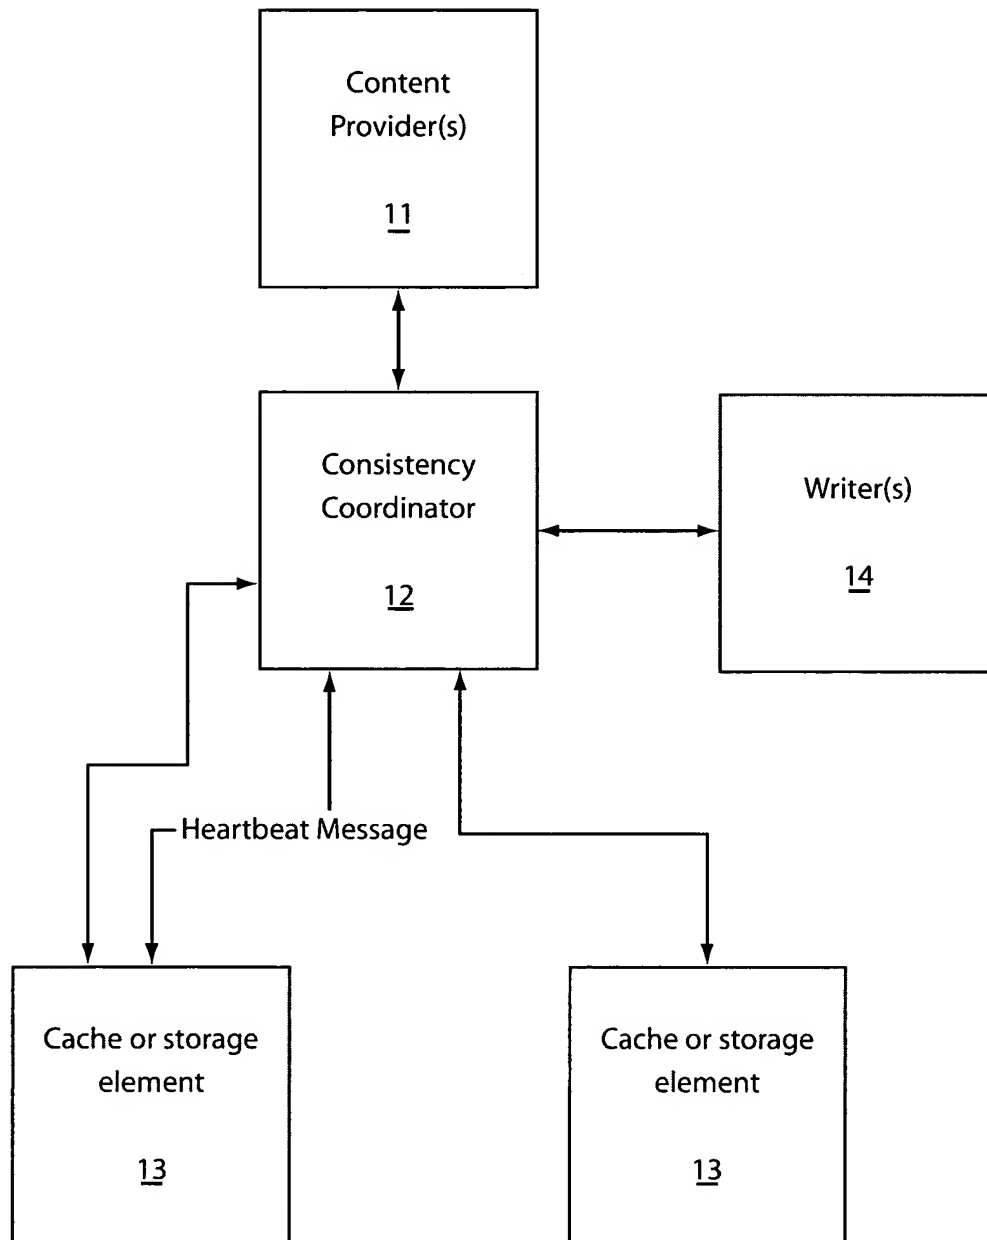 Content
Provider(s)
11
Consistency
Coordinator
12
Writer(s)
14
Heartbeat Message
Cache or storage
element
13
Cache or storage
element
13